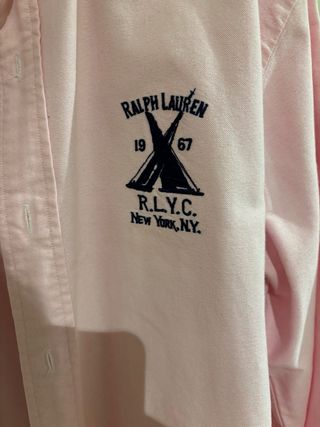 RALPH LAUREN
19 67
R.L.Y.C.
NEW YORK, N.Y.